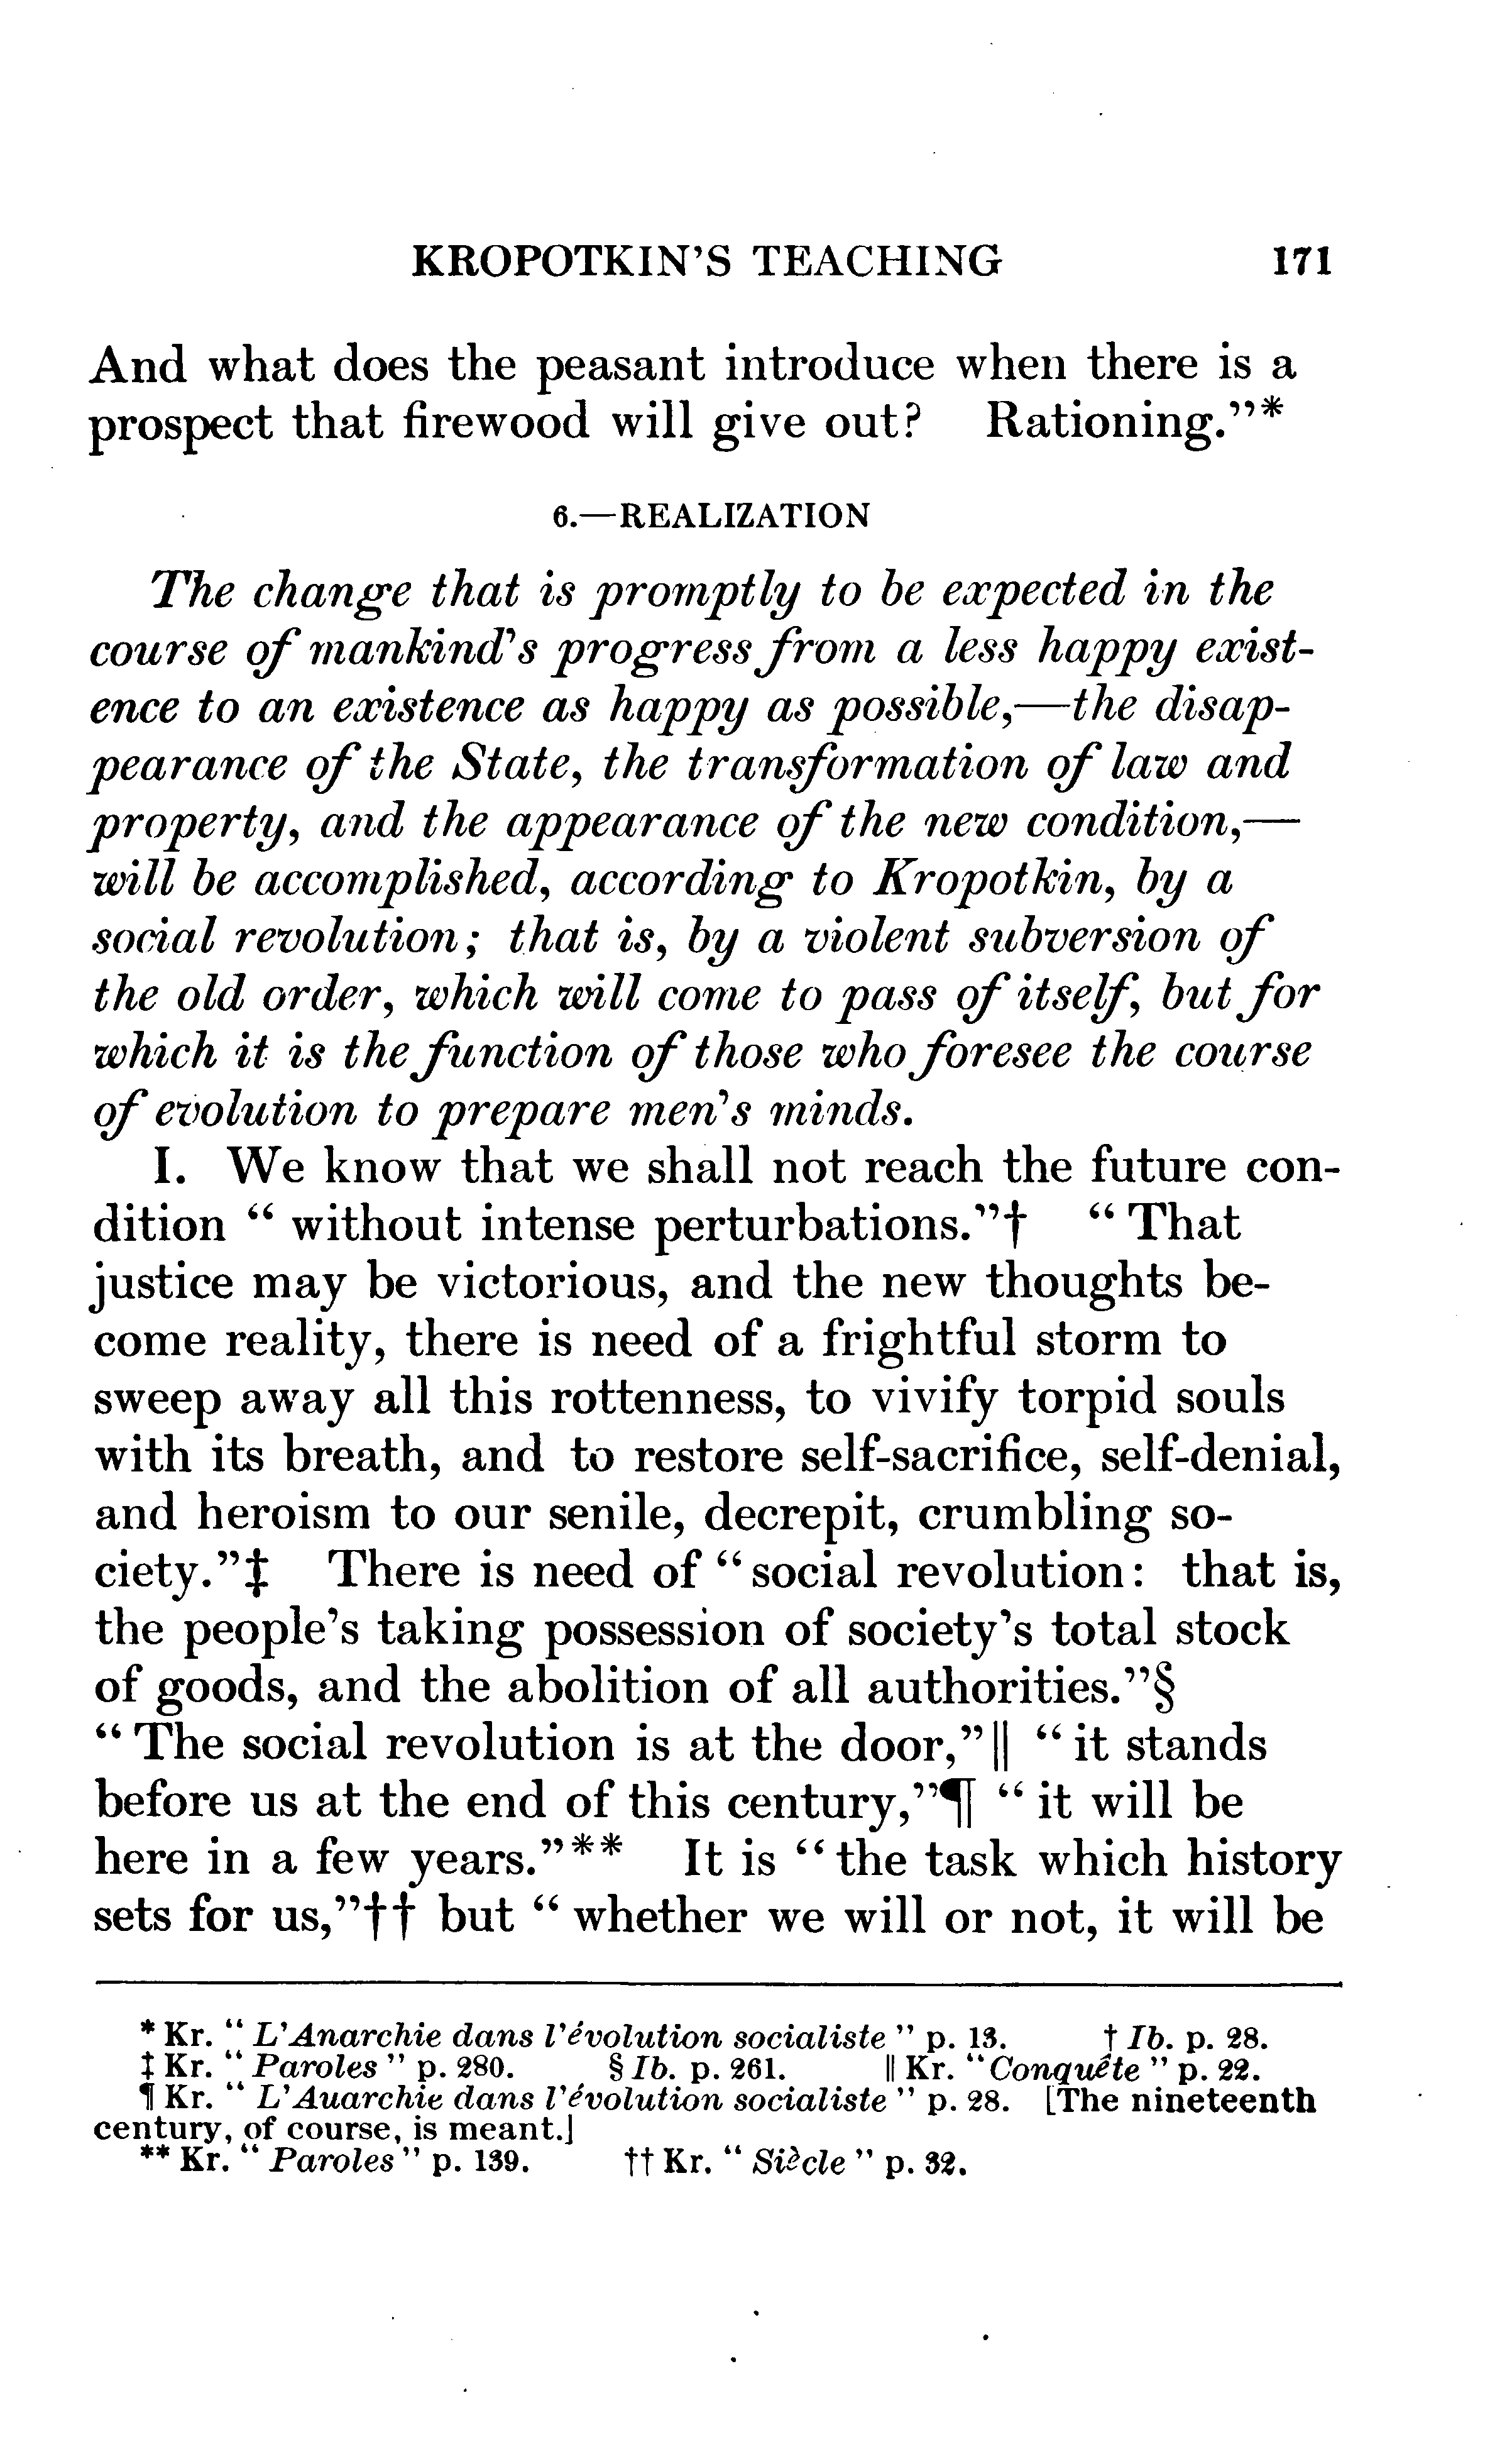 KROPOTKIN'S TEACHING 171
And what does the peasant introduce when there is a
prospect that firewood will give out? Rationing."*
6.—REALIZATION
The change that is promptly to be expected in the
course of mankind's progress from a less happy exist-
ence to an existence as happy as possible,—the disap-
pearance of the State, the transformation of law and
property, and the appearance of the new condition,—
will be accomplished, according to Kropotkin, by a
social revolution; that is, by a violent subversion of
the old order, which will come to pass of itself, but for
which it is the function of those who foresee the course
of evolution to prepare men's minds.
I. We know that we shall not reach the future con-
dition " without intense perturbations."† " That
justice may be victorious, and the new thoughts be-
come reality, there is need of a frightful storm to
sweep away all this rottenness, to vivify torpid souls
with its breath, and to restore self-sacrifice, self-denial,
and heroism to our senile, decrepit, crumbling so-
ciety."‡ There is need of " social revolution: that is,
the people's taking possession of society's total stock
of goods, and the abolition of all authorities."§
" The social revolution is at the door,"‖ " it stands
before us at the end of this century,"¶ " it will be
here in a few years."** It is " the task which history
sets for us,"†† but " whether we will or not, it will be
* Kr. " L'Anarchie dans l'évolution socialiste " p. 13. † Ib. p. 28.
‡ Kr. " Paroles " p. 280. § Ib. p. 261. ‖ Kr. " Conquête " p. 22.
¶ Kr. " L'Auarchie dans l'évolution socialiste " p. 28. [The nineteenth
century, of course, is meant.]
** Kr. " Paroles " p. 139. †† Kr. " Siècle " p. 32.